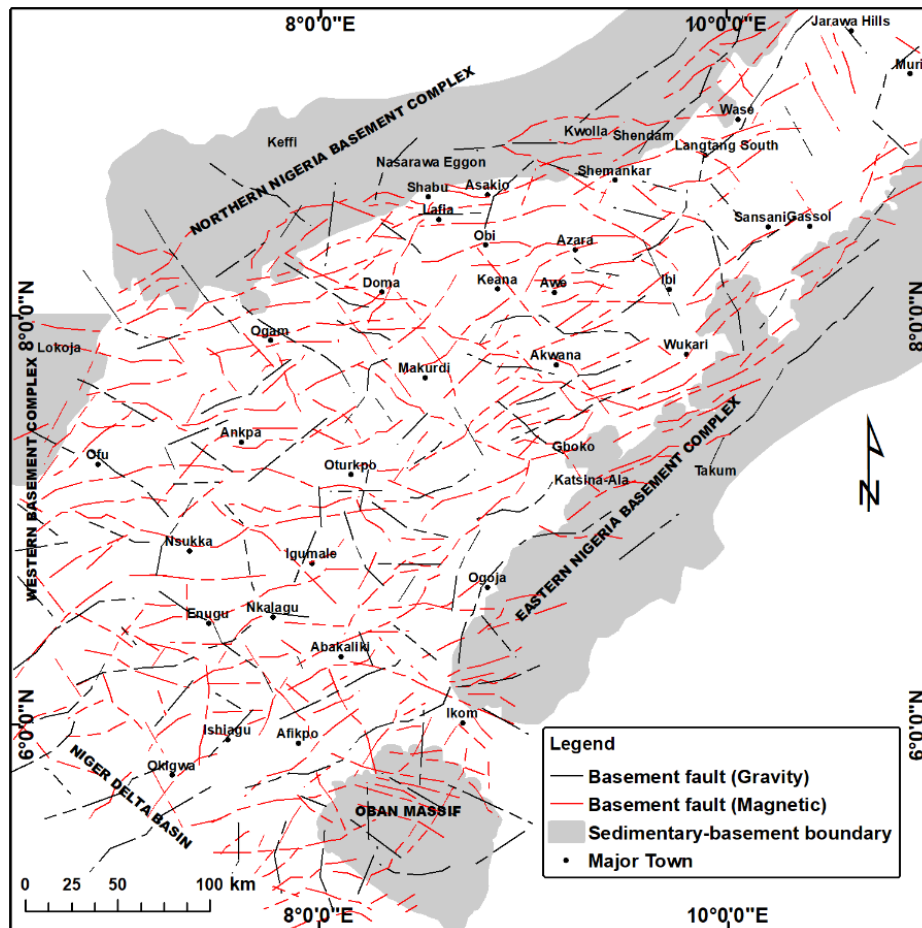 8°0'0"E
10°0'0"E
Jarawa Hills
Muri
Wase
Kwolla
Shendam
Keffi
Langtang South
Nasarawa Eggon
Shemankar
NORTHERN NIGERIA BASEMENT COMPLEX
Shabu
Asakio
Lafia
Sansani
Gassol
Obi
Azara
Doma
Keana
Awe
Ibi
8°0'0"N
8°0'0"N
Ogam
Lokoja
Wukari
Akwana
Makurdi
WESTERN BASEMENT COMPLEX
Ankpa
Gboko
Ofu
Oturkpo
Katsina-Ala
Takum
EASTERN NIGERIA BASEMENT COMPLEX
N
Nsukka
Igumale
Ogoja
Enugu
Nkalagu
Abakaliki
6°0'0"N
6°0'0"N
Ikom
Ishiagu
Afikpo
Okigwa
NIGER DELTA BASIN
OBAN MASSIF
Legend
Basement fault (Gravity)
Basement fault (Magnetic)
Sedimentary-basement boundary
Major Town
0 25 50 100 km
8°0'0"E
10°0'0"E